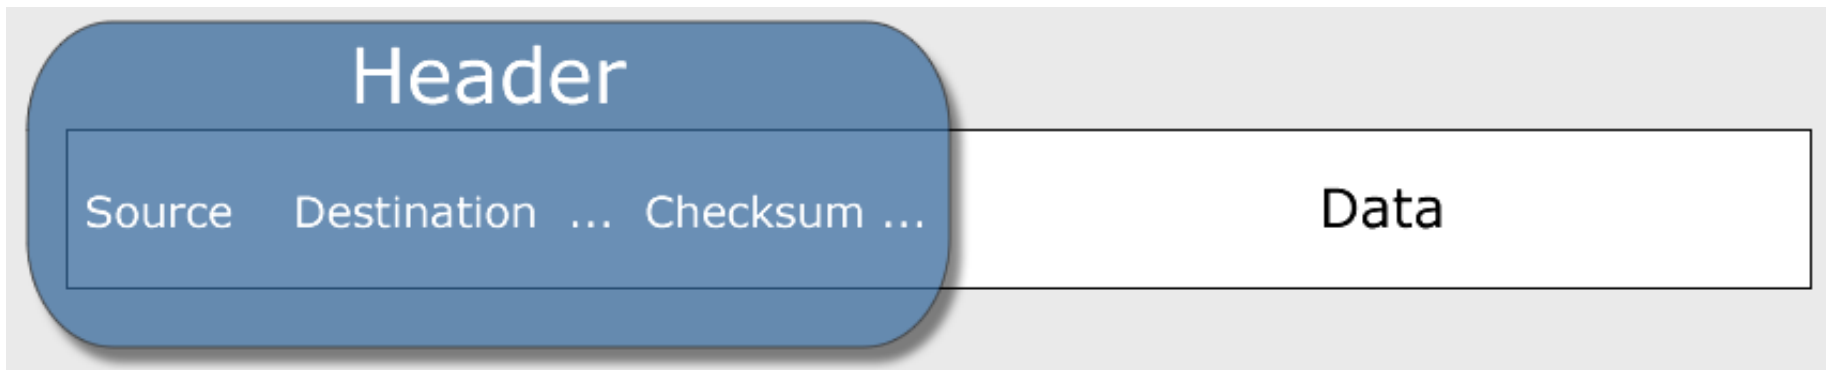 Header
Source Destination ... Checksum ... Data